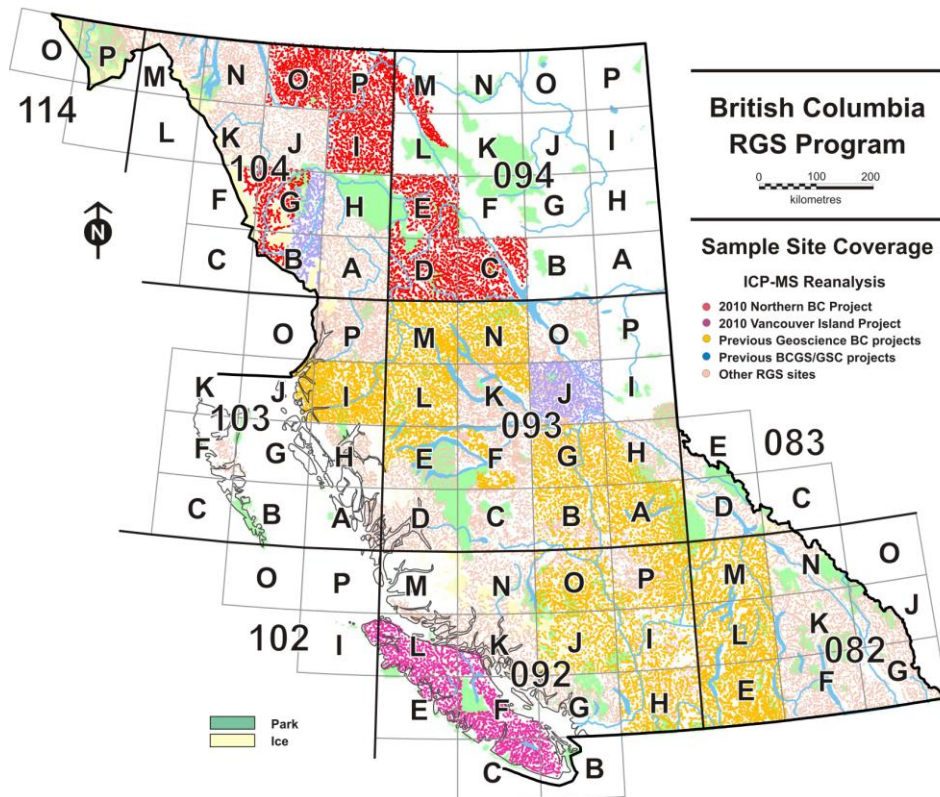 O P M N O P M N O P
114
L K J I L K J I
104 094
F G H E F G H
N
C B A D C B A
O P M N O P
K J I L K J I
103 093
F G H E F G H E 083
C B A D C B A D C
O P M N O P M N O
102 I L K J I L K J
092 082
E F G H E F G
C B
British Columbia
RGS Program
0 100 200
kilometres
Sample Site Coverage
ICP-MS Reanalysis
2010 Northern BC Project
2010 Vancouver Island Project
Previous Geoscience BC projects
Previous BCGS/GSC projects
Other RGS sites
Park
Ice